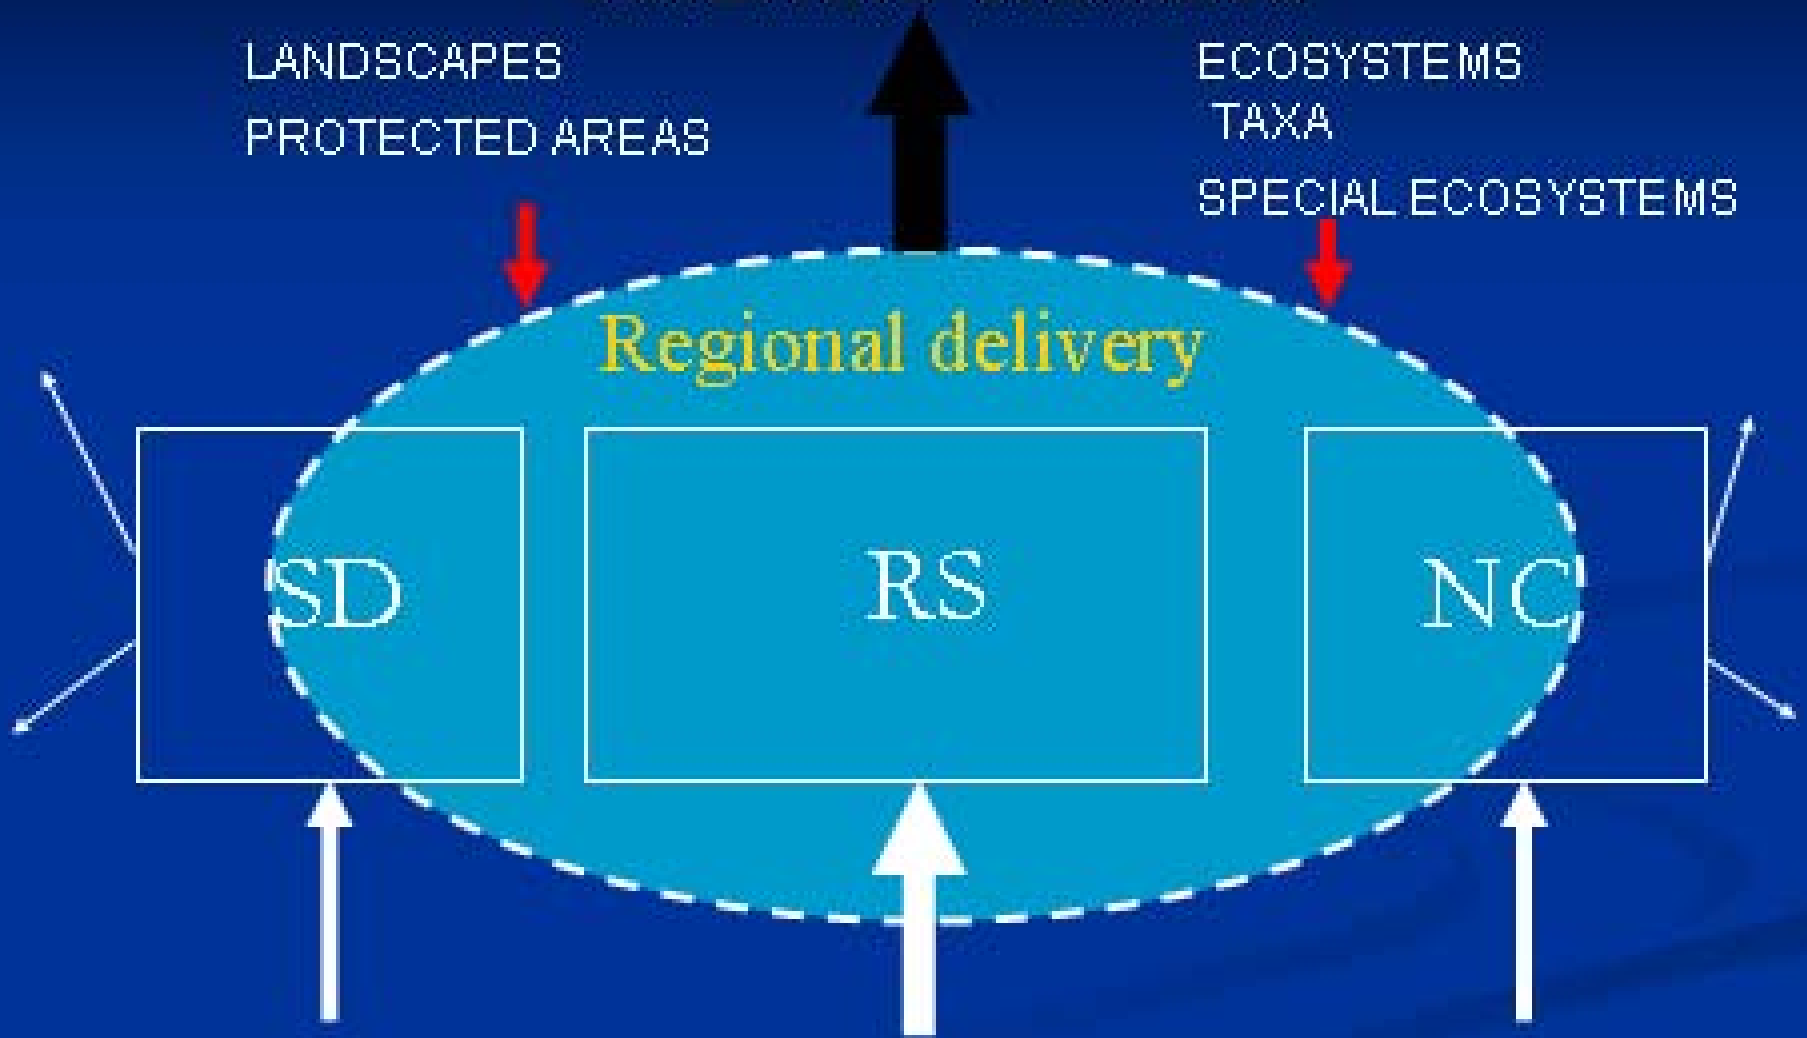 LANDSCAPES
PROTECTED AREAS
ECOSYSTEMS
TAXA
SPECIAL ECOSYSTEMS
Regional delivery
SD
RS
NC